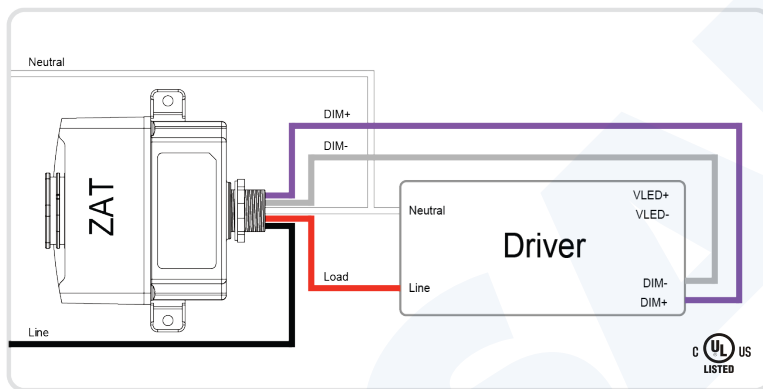 Neutral
DIM+
DIM-
ZAT
VLED+
Neutral
VLED-
Driver
Load
Line
DIM-
DIM+
Line
C UL US
LISTED